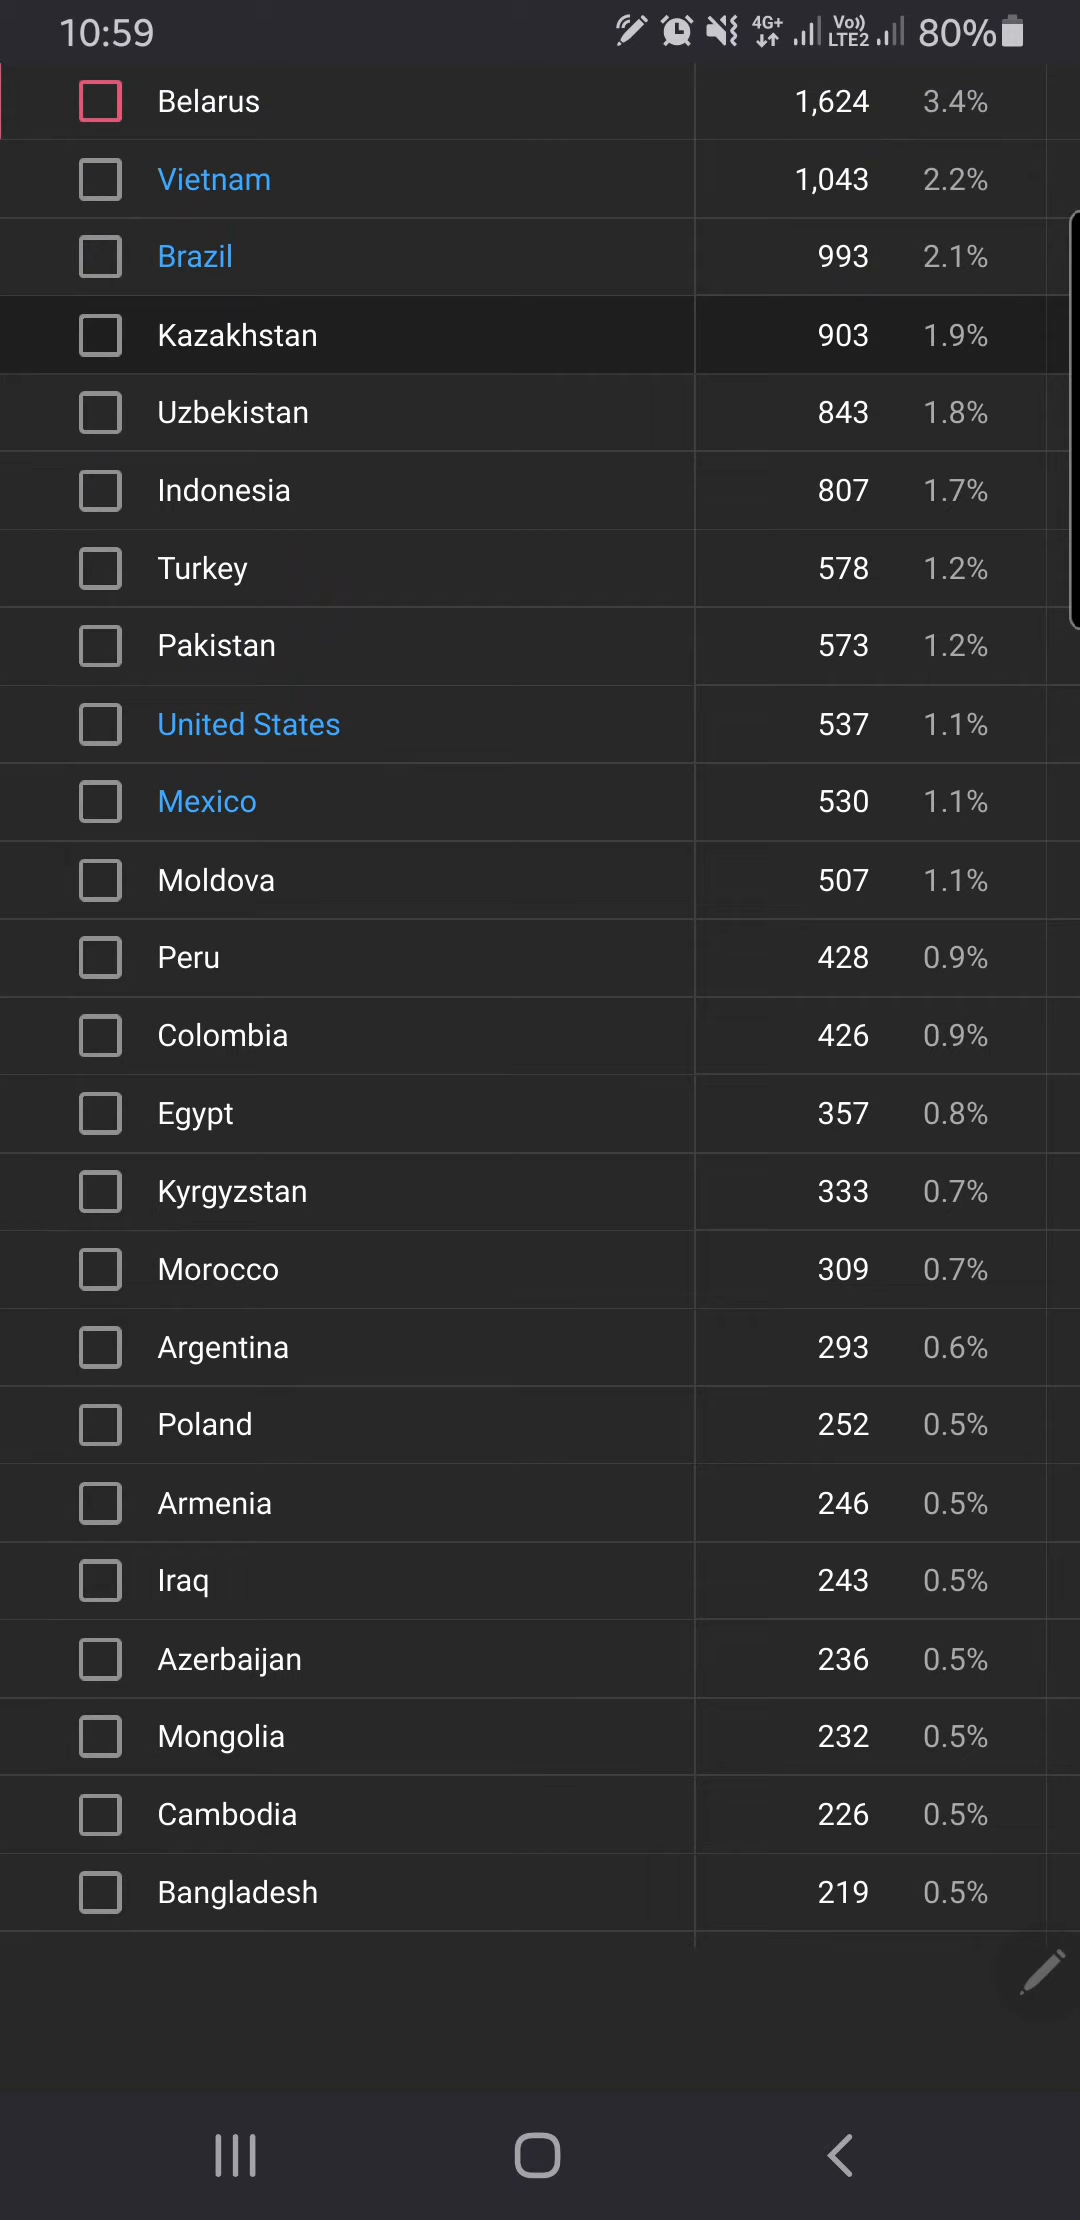 10:59 4G+ Vo)) LTE2 80%
Belarus 1,624 3.4%
Vietnam 1,043 2.2%
Brazil 993 2.1%
Kazakhstan 903 1.9%
Uzbekistan 843 1.8%
Indonesia 807 1.7%
Turkey 578 1.2%
Pakistan 573 1.2%
United States 537 1.1%
Mexico 530 1.1%
Moldova 507 1.1%
Peru 428 0.9%
Colombia 426 0.9%
Egypt 357 0.8%
Kyrgyzstan 333 0.7%
Morocco 309 0.7%
Argentina 293 0.6%
Poland 252 0.5%
Armenia 246 0.5%
Iraq 243 0.5%
Azerbaijan 236 0.5%
Mongolia 232 0.5%
Cambodia 226 0.5%
Bangladesh 219 0.5%